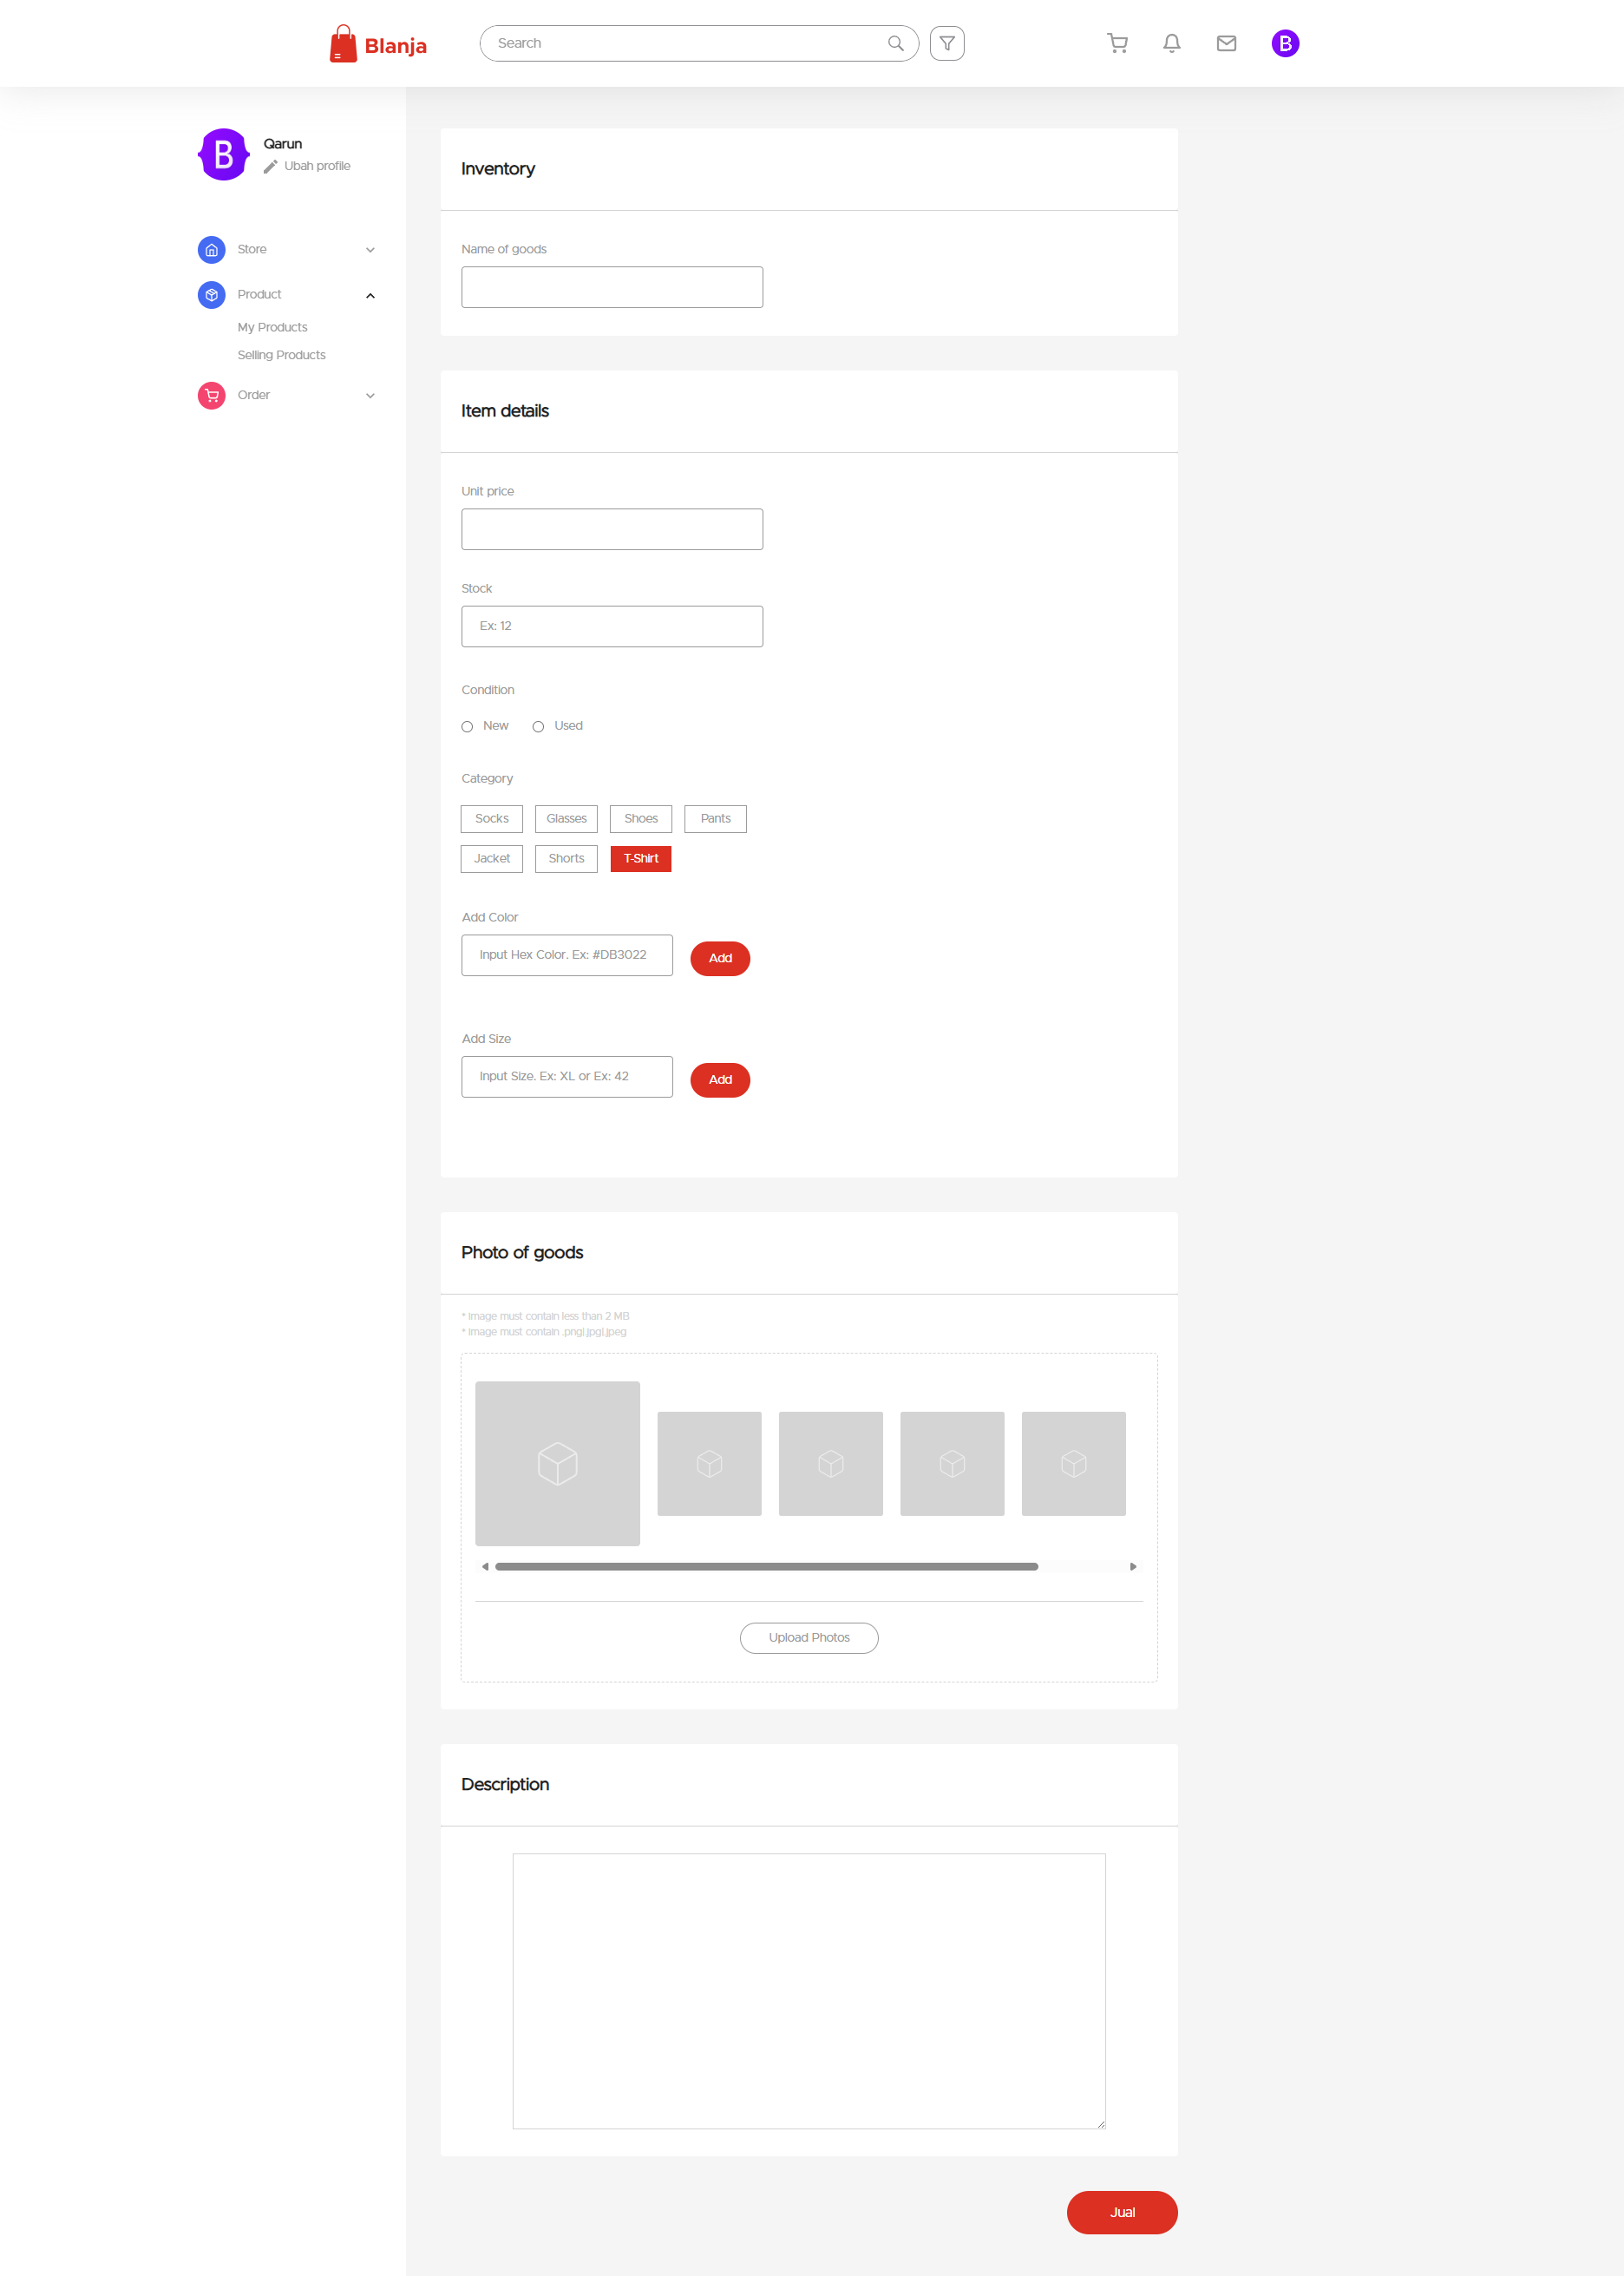 Blanja
Search
B
B
Qarun
Ubah profile
Store
Product
My Products
Selling Products
Order
Inventory
Name of goods
Item details
Unit price
Stock
Ex: 12
Condition
New Used
Category
Socks Glasses Shoes Pants
Jacket Shorts T-Shirt
Add Color
Input Hex Color. Ex: #DB3022 Add
Add Size
Input Size. Ex: XL or Ex: 42 Add
Photo of goods
* image must contain less than 2 MB
* image must contain .png|.jpg|.jpeg
Upload Photos
Description
Jual